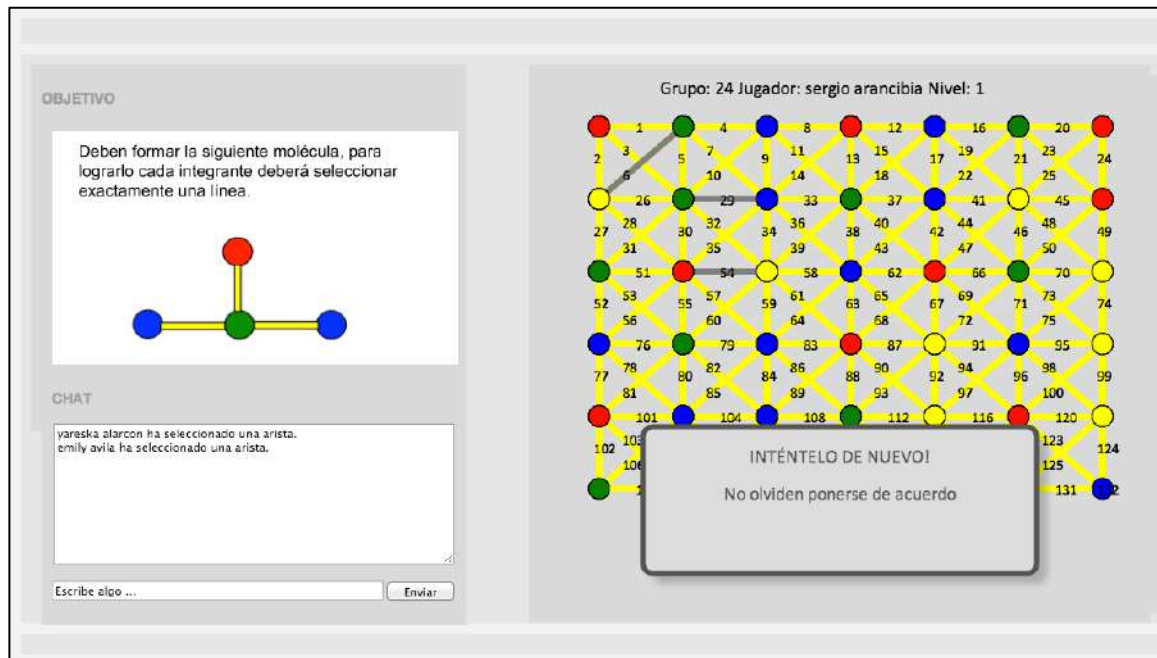 OBJETIVO
Deben formar la siguiente molécula, para
lograrlo cada integrante deberá seleccionar
exactamente una línea.
CHAT
yareska alarcon ha seleccionado una arista.
emily avila ha seleccionado una arista.
Escribe algo ...
Enviar
Grupo: 24 Jugador: sergio arancibia Nivel: 1
1 4 8 12 16 20
3 7 11 15 19 23
2 5 9 13 17 21 24
6 10 14 18 22 25
26 29 33 37 41 45
28 32 36 40 44 48
27 30 34 38 42 46 49
31 35 39 43 47 50
51 54 58 62 66 70
53 57 61 65 69 73
52 55 59 63 67 71 74
56 60 64 68 72 75
76 79 83 87 91 95
78 82 86 90 94 98
77 80 84 88 92 96 99
81 85 89 93 97 100
101 104 108 112 116 120
123
102 124
125
131
INTÉNTELO DE NUEVO!
No olviden ponerse de acuerdo